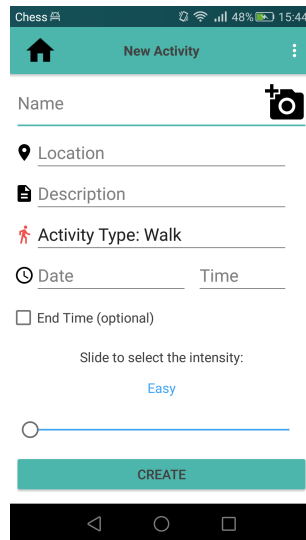 Chess 48% 15:44
New Activity
Name
Location
Description
Activity Type: Walk
Date Time
End Time (optional)
Slide to select the intensity:
Easy
CREATE